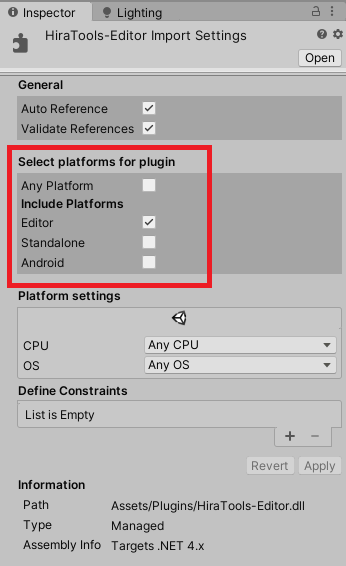 Inspector
Lighting
HiraTools-Editor Import Settings
Open
General
Auto Reference
Validate References
Select platforms for plugin
Any Platform
Include Platforms
Editor
Standalone
Android
Platform settings
CPU Any CPU
OS Any OS
Define Constraints
List is Empty
Revert Apply
Information
Path Assets/Plugins/HiraTools-Editor.dll
Type Managed
Assembly Info Targets .NET 4.x